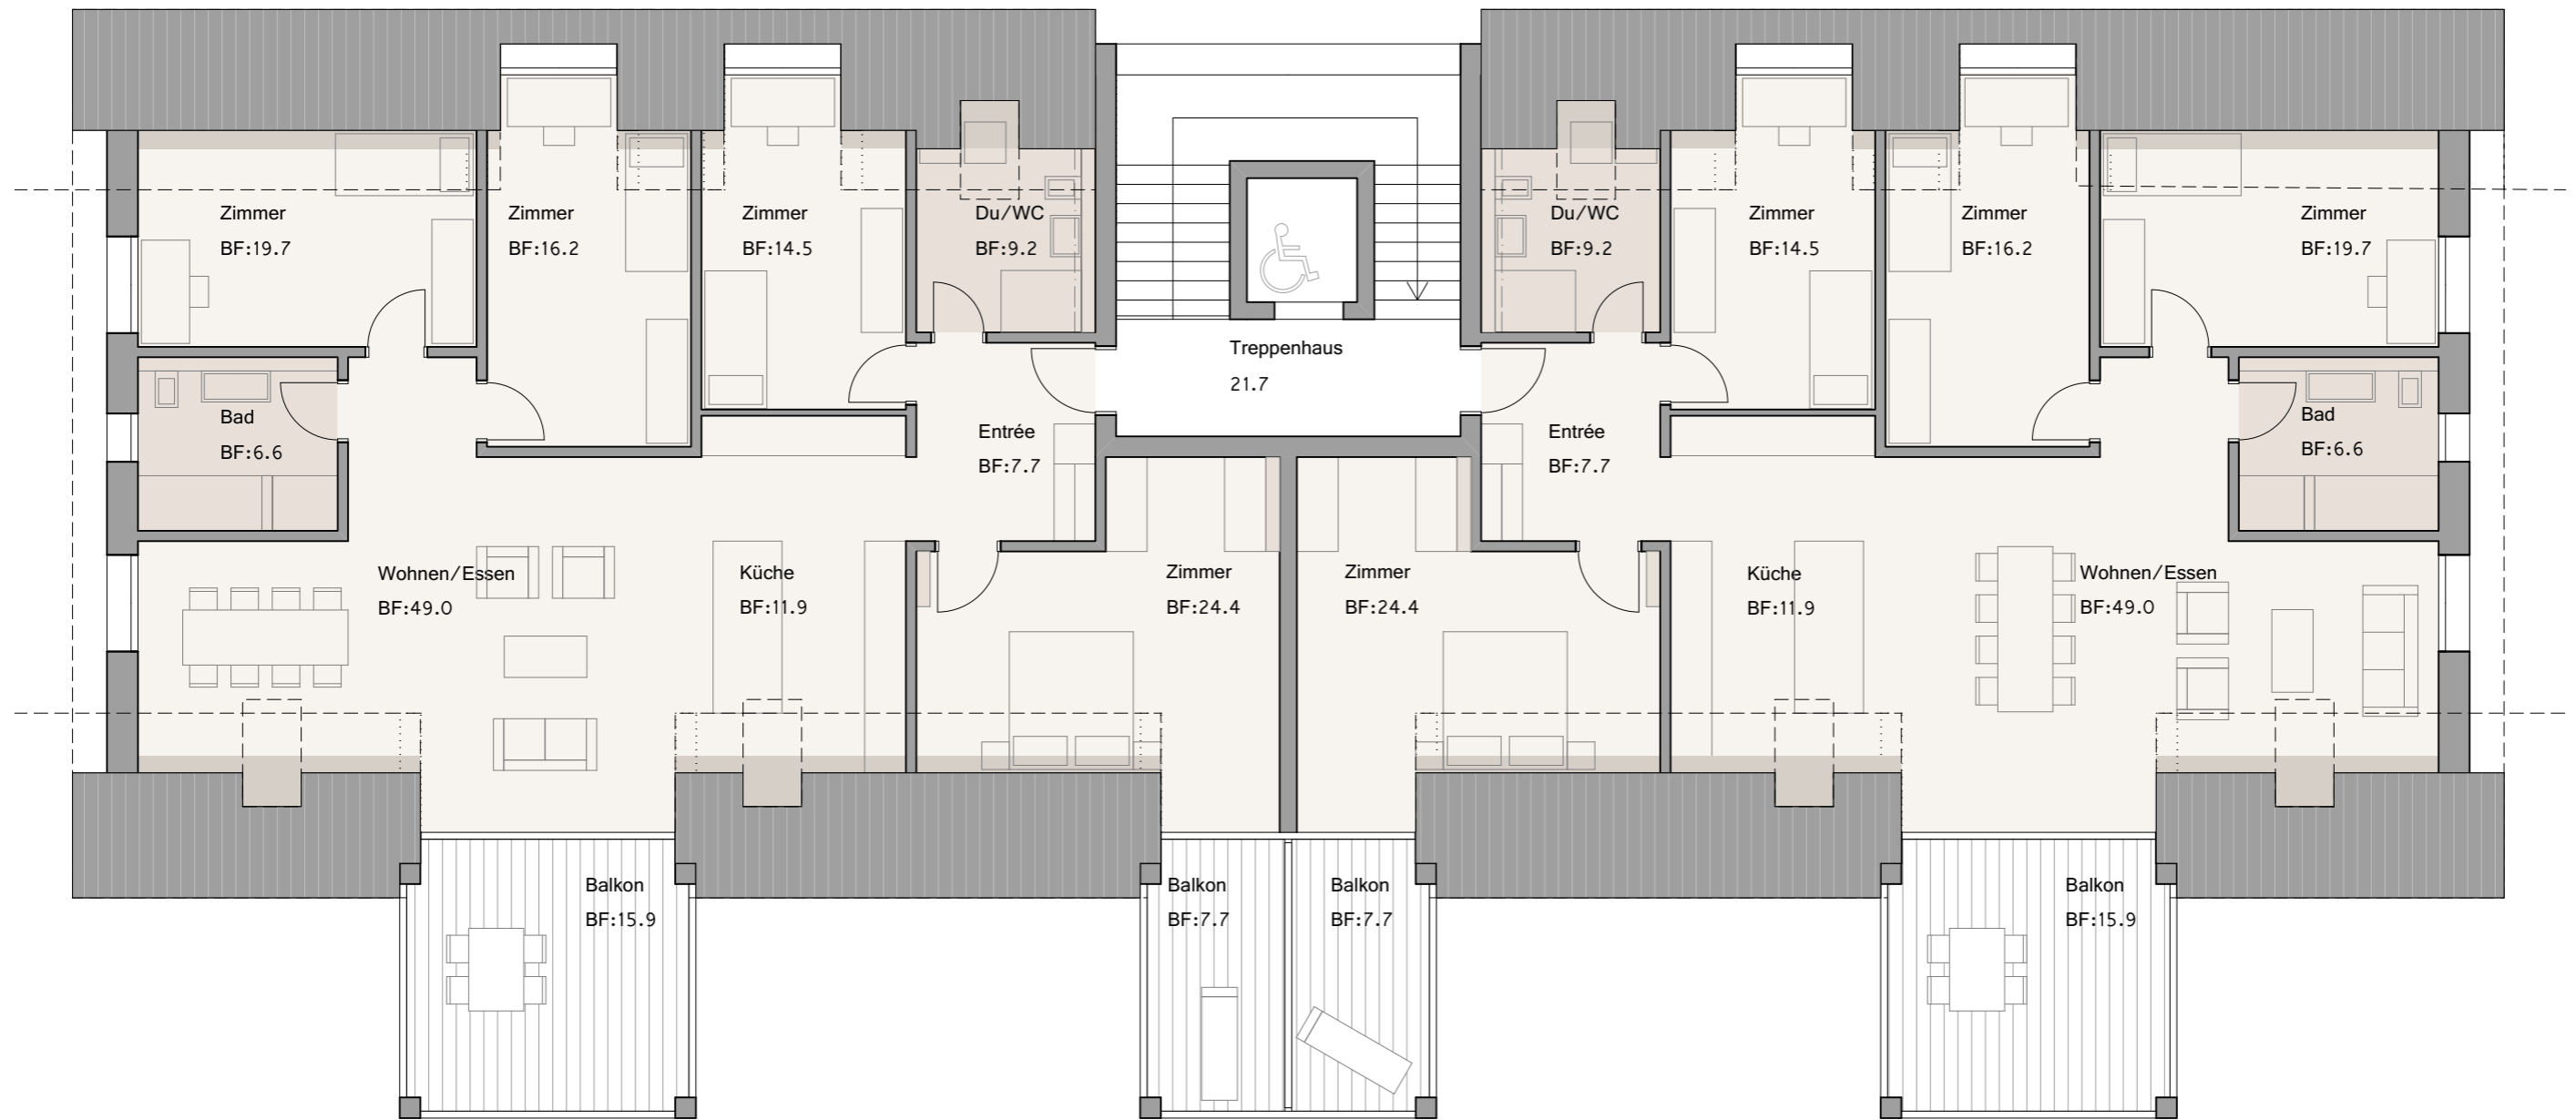 Zimmer
BF:19.7
Zimmer
BF:16.2
Zimmer
BF:14.5
Du/WC
BF:9.2
Du/WC
BF:9.2
Zimmer
BF:14.5
Zimmer
BF:16.2
Zimmer
BF:19.7
Treppenhaus
21.7
Bad
BF:6.6
Entrée
BF:7.7
Entrée
BF:7.7
Bad
BF:6.6
Wohnen/Essen
BF:49.0
Küche
BF:11.9
Zimmer
BF:24.4
Zimmer
BF:24.4
Küche
BF:11.9
Wohnen/Essen
BF:49.0
Balkon
BF:15.9
Balkon
BF:7.7
Balkon
BF:7.7
Balkon
BF:15.9